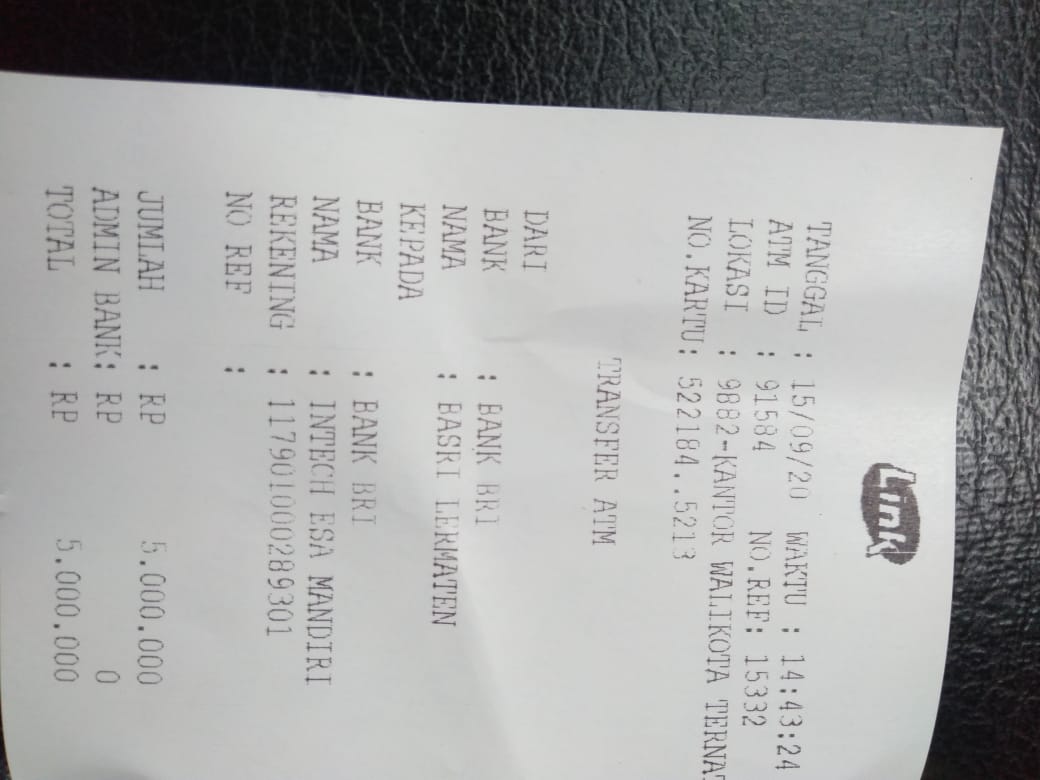 Link
TANGGAL : 15/09/20 WAKTU : 14:43:24
ATM ID : 91584 NO.REF: 15332
LOKASI : 9882-KANTOR WALIKOTA TERNAT
NO.KARTU: 522184..5213
TRANSFER ATM
DARI
BANK : BANK BRI
NAMA : BASRI LERMATEN
KEPADA
BANK : BANK BRI
NAMA : INTECH ESA MANDIRI
REKENING : 117901000289301
NO REF :
JUMLAH : RP 5.000.000
ADMIN BANK: RP 0
TOTAL : RP 5.000.000